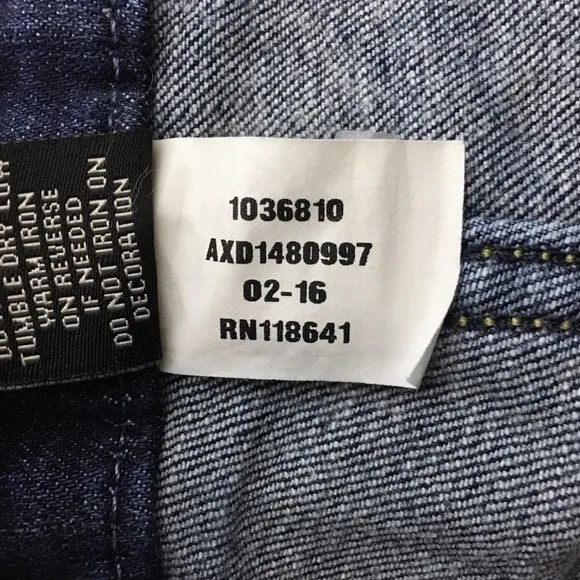 TUMBLE DRY LOW
WARM IRON
ON REVERSE
IF NEEDED
DO NOT IRON ON
DECORATION
1036810
AXD1480997
02-16
RN118641